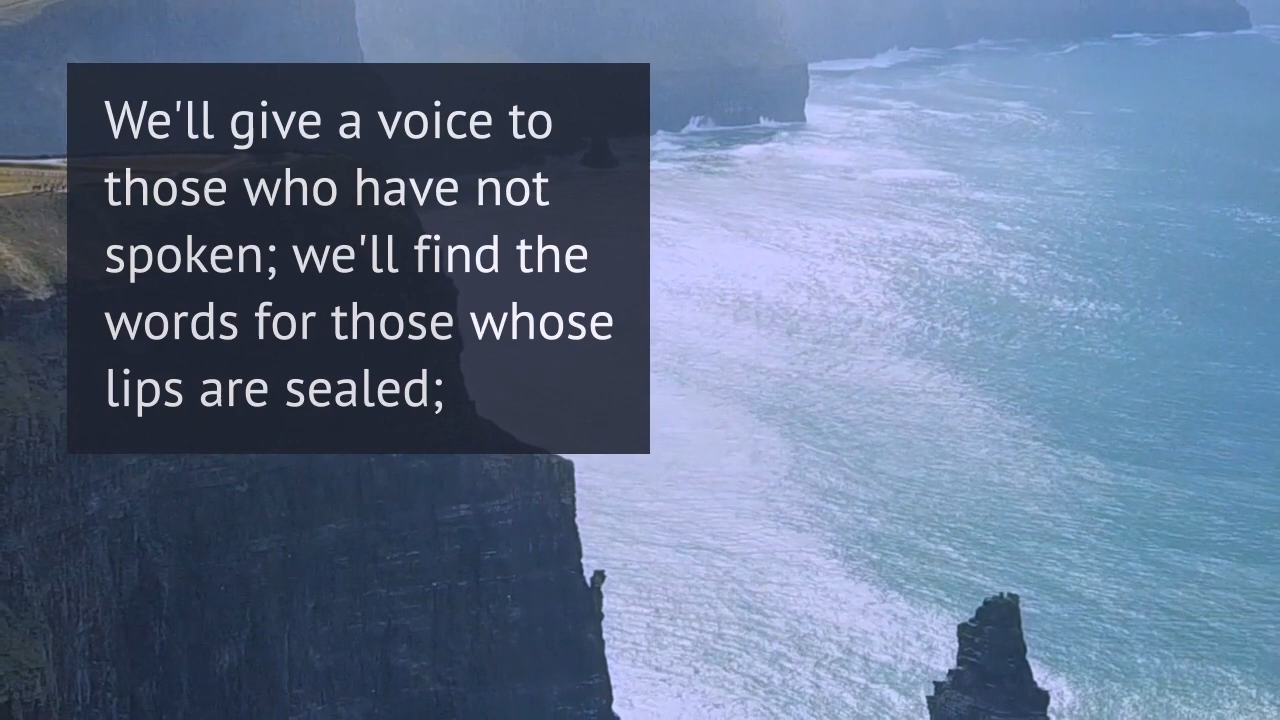 We'll give a voice to
those who have not
spoken; we'll find the
words for those whose
lips are sealed;